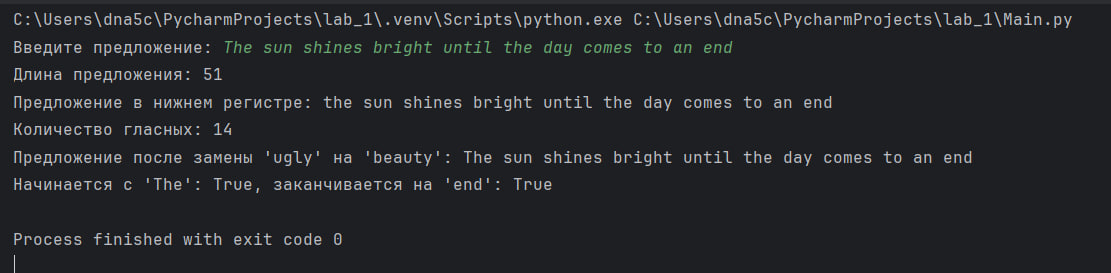 C:\Users\dna5c\PycharmProjects\lab_1\.venv\Scripts\python.exe C:\Users\dna5c\PycharmProjects\lab_1\Main.py
Введите предложение: The sun shines bright until the day comes to an end
Длина предложения: 51
Предложение в нижнем регистре: the sun shines bright until the day comes to an end
Количество гласных: 14
Предложение после замены 'ugly' на 'beauty': The sun shines bright until the day comes to an end
Начинается с 'The': True, заканчивается на 'end': True
Process finished with exit code 0